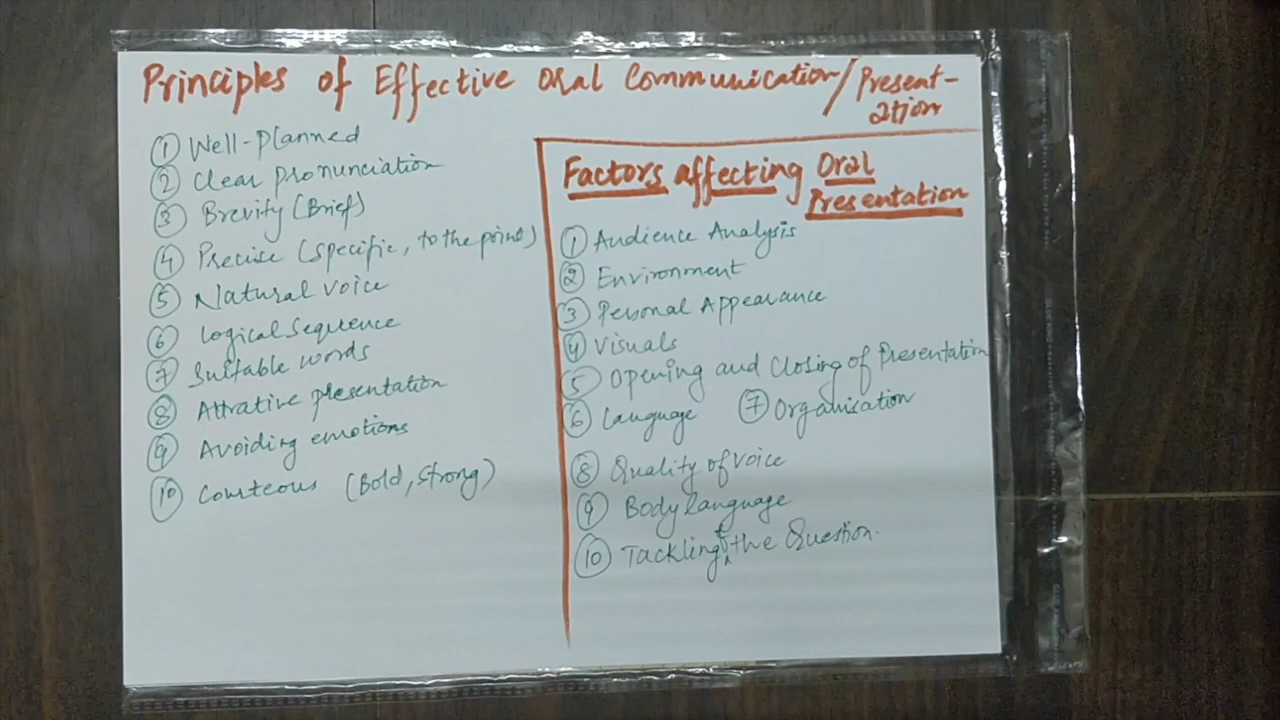 Principles of Effective Oral Communication/Present-
ation
① Well-planned
② Clear pronunciation
③ Brevity (Brief)
④ Precise (specific, to the point)
⑤ Natural voice
⑥ Logical Sequence
⑦ Suitable words
⑧ Attrative presentation
⑨ Avoiding emotions
⑩ Courteous (Bold, strong)
Factors affecting Oral
Presentation
① Audience Analysis
② Environment
③ Personal Appearance
④ Visuals
⑤ Opening and Closing of Presentation
⑥ Language ⑦ Organisation
⑧ Quality of voice
⑨ Body language
⑩ Tackling the Question.